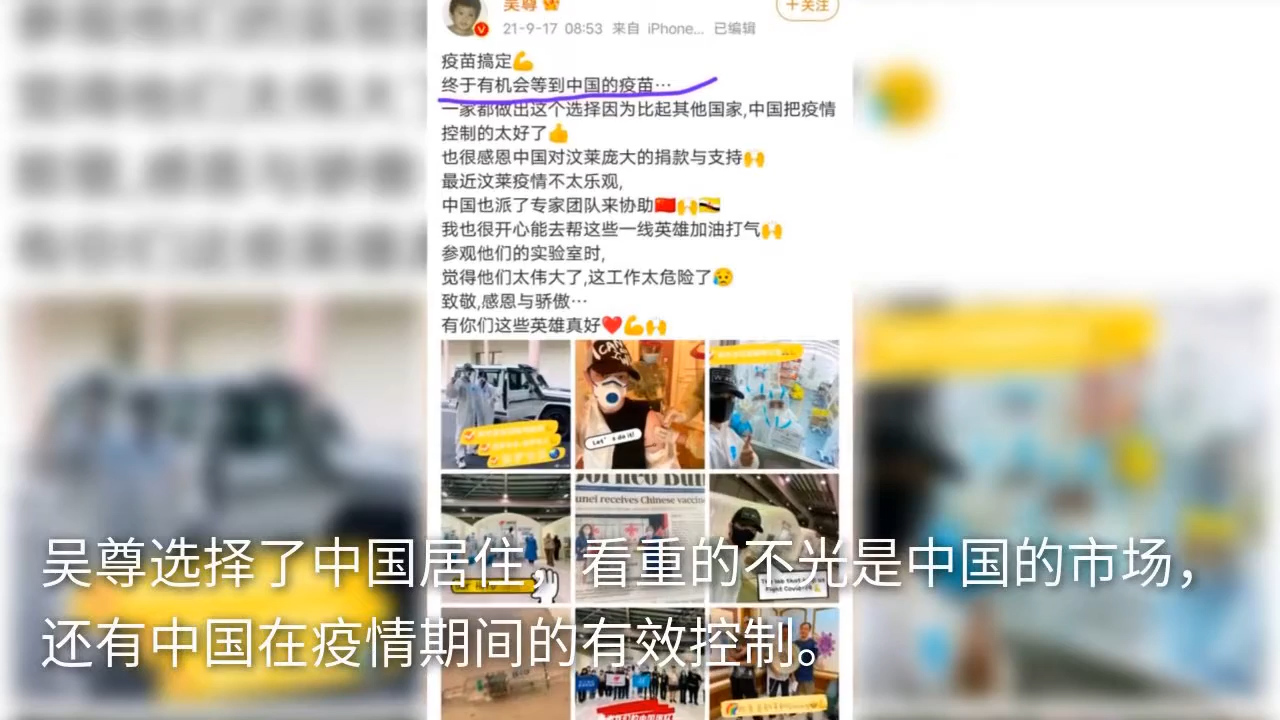 吴尊
+关注
21-9-17 08:53 来自 iPhone... 已编辑
疫苗搞定💪
终于有机会等到中国的疫苗…
一家都做出这个选择因为比起其他国家,中国把疫情
控制的太好了👍
也很感恩中国对汶莱庞大的捐款与支持🙌
最近汶莱疫情不太乐观,
中国也派了专家团队来协助🇨🇳🙌🇧🇳
我也很开心能去帮这些一线英雄加油打气🙌
参观他们的实验室时,
觉得他们太伟大了,这工作太危险了😥
致敬,感恩与骄傲…
有你们这些英雄真好❤️💪🙌
Let's do it!
unei receives Chinese vaccin
Fight Covid-19
吴尊选择了中国居住，看重的不光是中国的市场，
还有中国在疫情期间的有效控制。